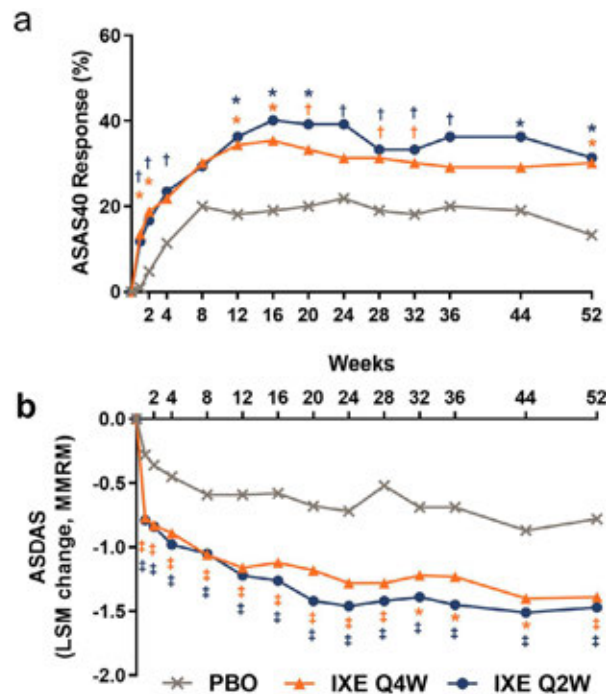 a
ASAS40 Response (%)
60
40
20
0
† † † * * * † † † † * *
* * * * † † † *
2 4 8 12 16 20 24 28 32 36 44 52
Weeks
b
2 4 8 12 16 20 24 28 32 36 44 52
ASDAS
(LSM change, MMRM)
0.0
-0.5
-1.0
-1.5
-2.0
‡ ‡ ‡ ‡ ‡ ‡ ‡ ‡ ‡ * * * ‡
‡ ‡ ‡ ‡ ‡ ‡ ‡ ‡ ‡ ‡ ‡ ‡ ‡
PBO IXE Q4W IXE Q2W